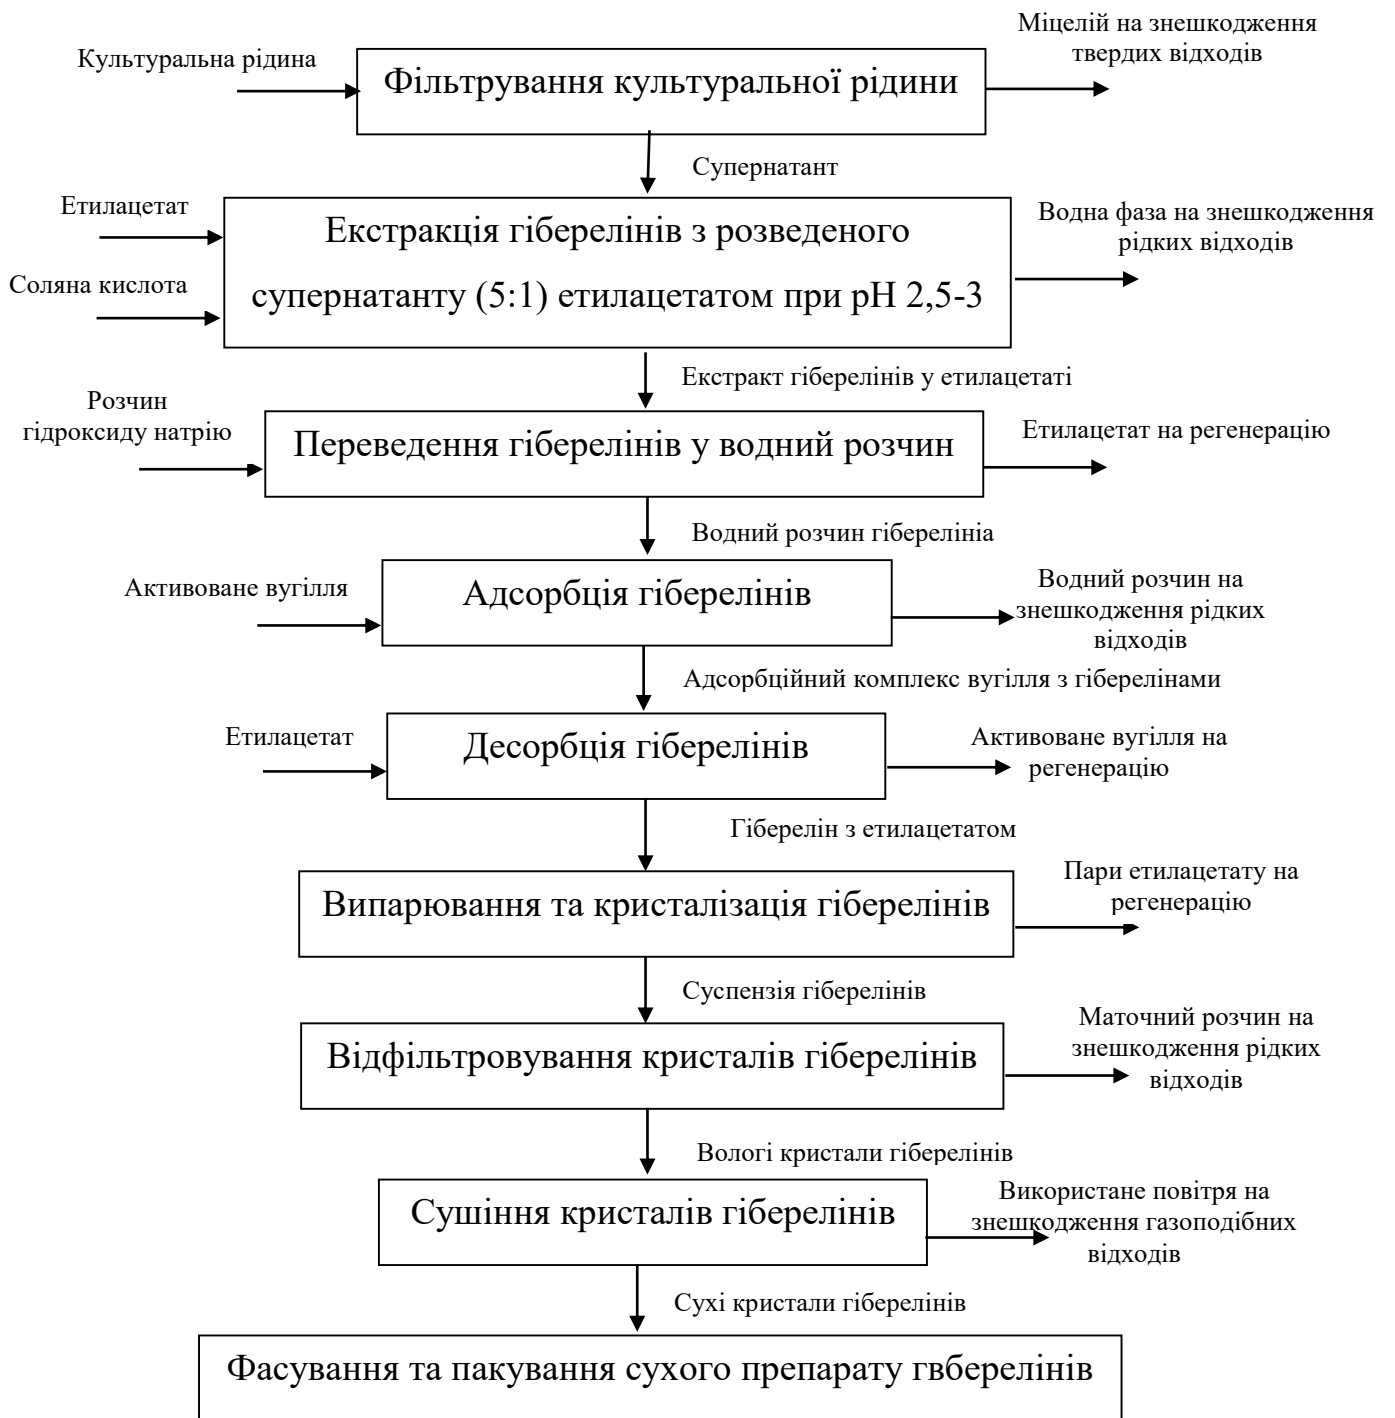 Міцелій на знешкодження
твердих відходів
Культуральна рідина
Фільтрування культуральної рідини
Супернатант
Етилацетат
Соляна кислота
Екстракція гіберелінів з розведеного
супернатанту (5:1) етилацетатом при рН 2,5-3
Водна фаза на знешкодження
рідких відходів
Екстракт гіберелінів у етилацетаті
Розчин
гідроксиду натрію
Переведення гіберелінів у водний розчин
Етилацетат на регенерацію
Водний розчин гіберелініа
Активоване вугілля
Адсорбція гіберелінів
Водний розчин на
знешкодження рідких
відходів
Адсорбційний комплекс вугілля з гіберелінами
Етилацетат
Десорбція гіберелінів
Активоване вугілля на
регенерацію
Гіберелін з етилацетатом
Випарювання та кристалізація гіберелінів
Пари етилацетату на
регенерацію
Суспензія гіберелінів
Відфільтровування кристалів гіберелінів
Маточний розчин на
знешкодження рідких
відходів
Вологі кристали гіберелінів
Сушіння кристалів гіберелінів
Використане повітря на
знешкодження газоподібних
відходів
Сухі кристали гіберелінів
Фасування та пакування сухого препарату гвберелінів